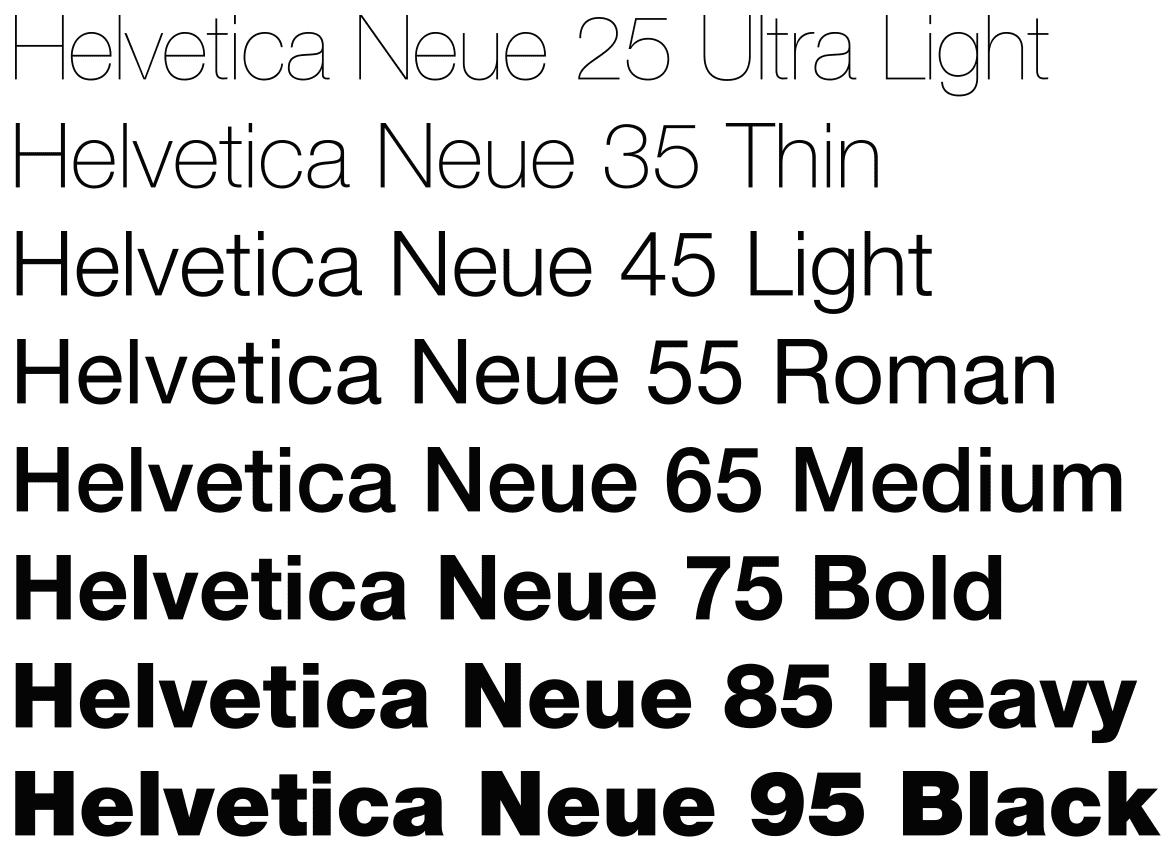 Helvetica Neue 25 Ultra Light
Helvetica Neue 35 Thin
Helvetica Neue 45 Light
Helvetica Neue 55 Roman
Helvetica Neue 65 Medium
Helvetica Neue 75 Bold
Helvetica Neue 85 Heavy
Helvetica Neue 95 Black